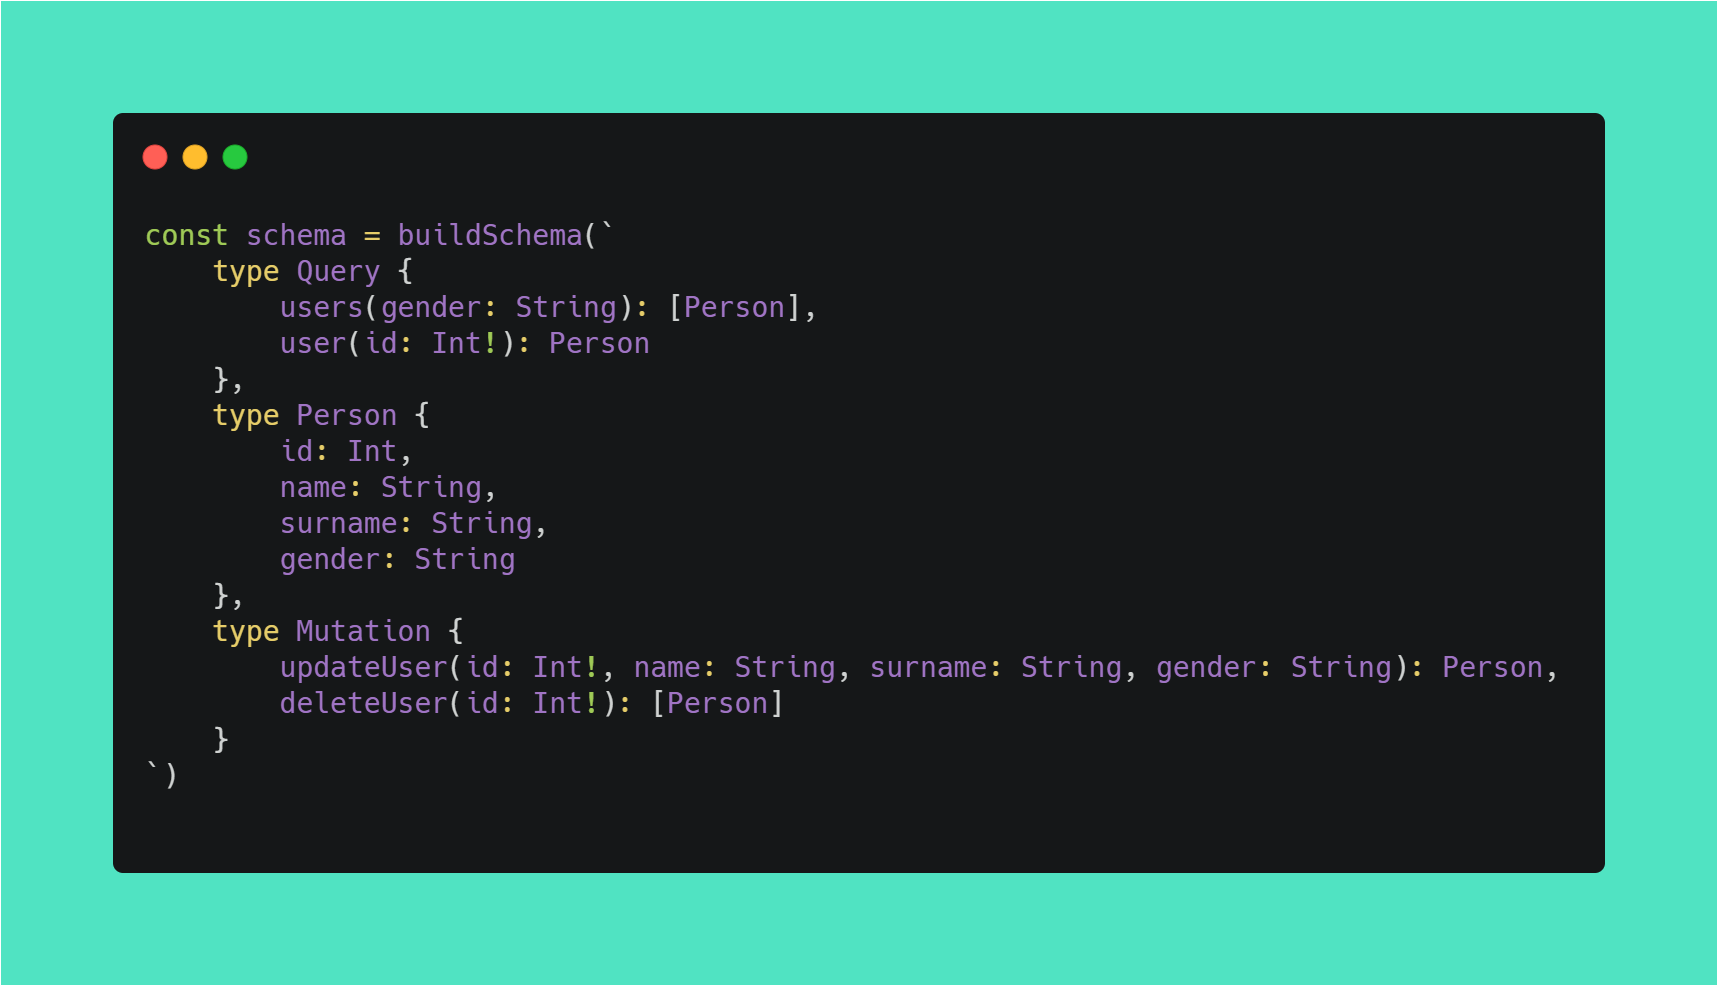 const schema = buildSchema(`
    type Query {
        users(gender: String): [Person],
        user(id: Int!): Person
    },
    type Person {
        id: Int,
        name: String,
        surname: String,
        gender: String
    },
    type Mutation {
        updateUser(id: Int!, name: String, surname: String, gender: String): Person,
        deleteUser(id: Int!): [Person]
    }
`)